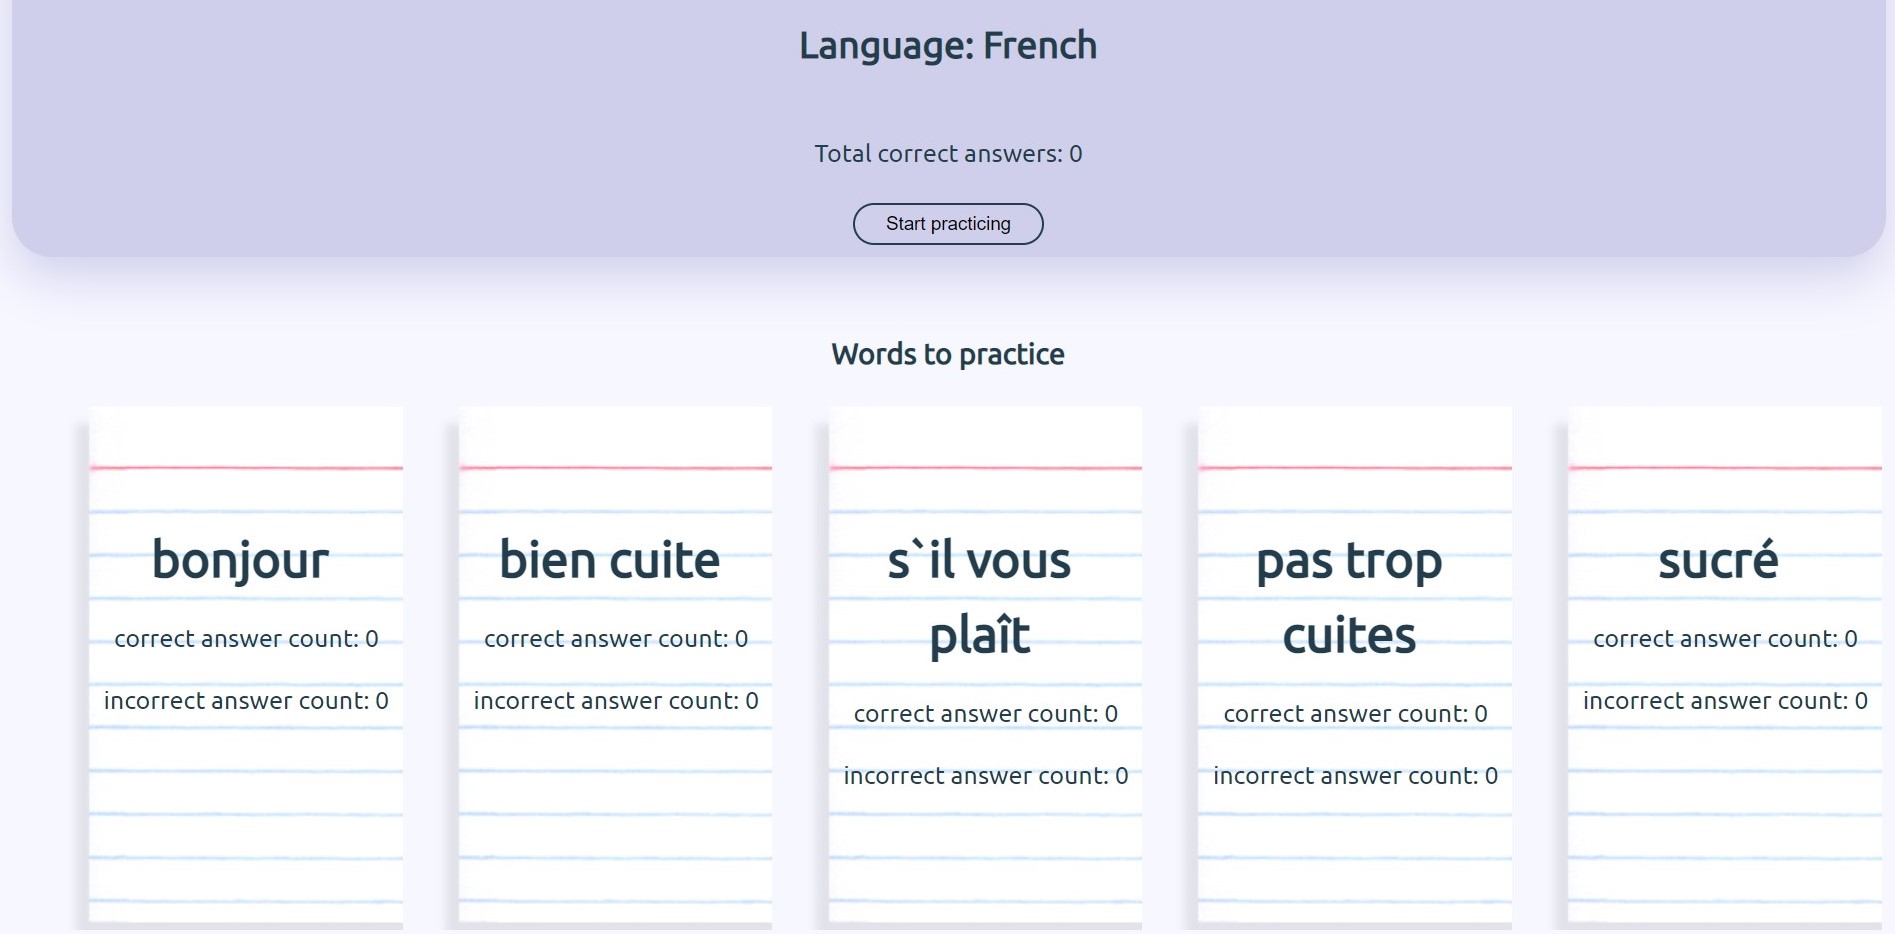 Language: French
Total correct answers: 0
Start practicing
Words to practice
bonjour
correct answer count: 0
incorrect answer count: 0
bien cuite
correct answer count: 0
incorrect answer count: 0
s`il vous
plaît
correct answer count: 0
incorrect answer count: 0
pas trop
cuites
correct answer count: 0
incorrect answer count: 0
sucré
correct answer count: 0
incorrect answer count: 0